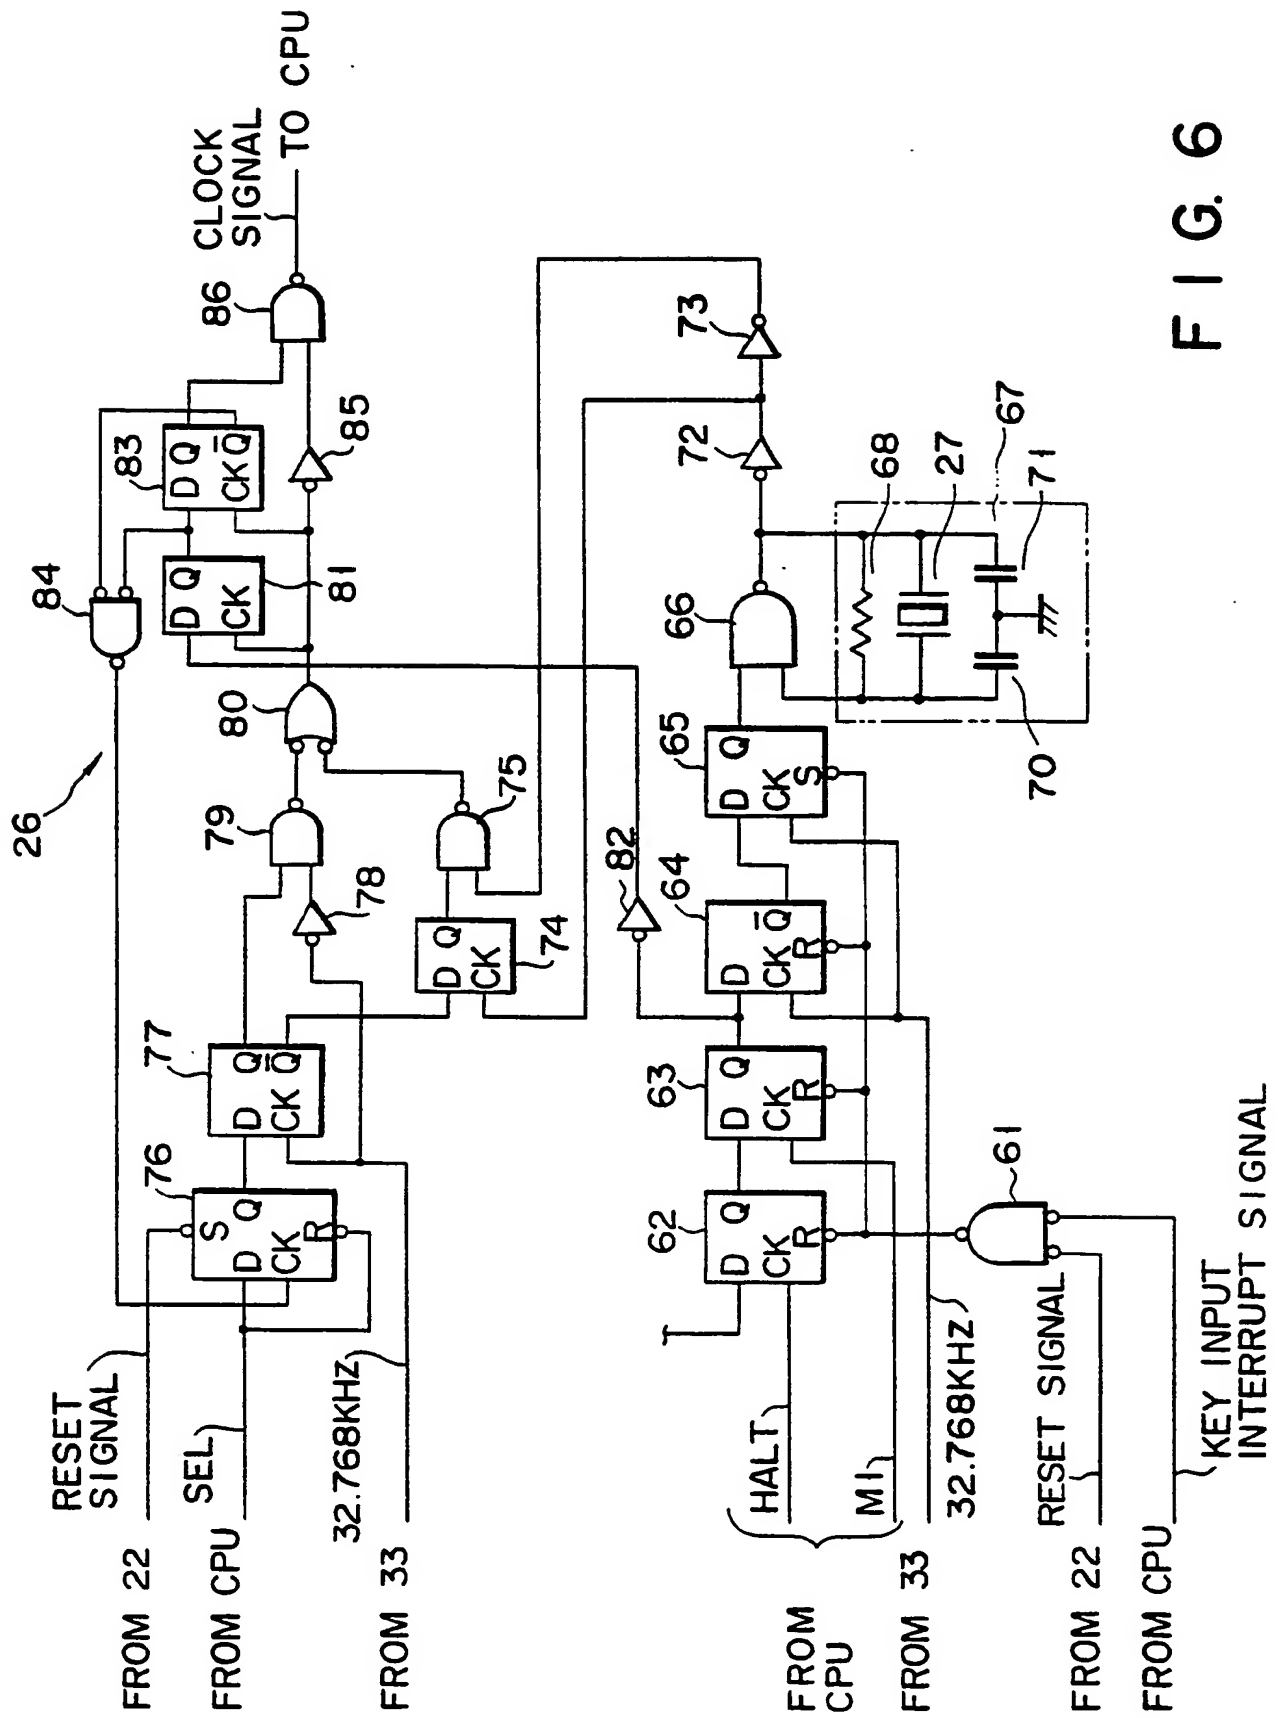 26
FROM 22
RESET
SIGNAL
FROM CPU
SEL
FROM 33
32.768KHZ
76
S
D Q
CK
R
77
D Q
CK Q̅
78
79
80
84
81
D Q
CK
83
D Q
CK Q̅
85
86
CLOCK
SIGNAL
TO CPU
74
D Q
CK
75
82
72
73
FROM
CPU
HALT
M1
FROM 33
32.768KHZ
62
D Q
CK
R
63
D Q
CK
R
64
D
CK Q̅
R
65
D Q
CK
S
66
68
27
67
70
71
61
FROM 22
RESET SIGNAL
FROM CPU
KEY INPUT
INTERRUPT SIGNAL
FIG. 6